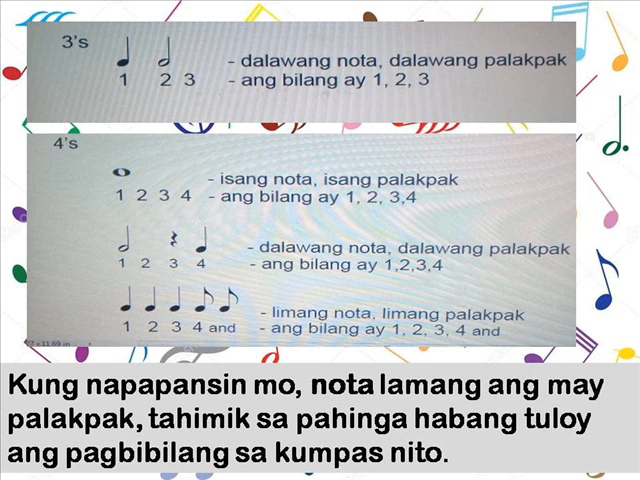 3's
- dalawang nota, dalawang palakpak
1 2 3 - ang bilang ay 1, 2, 3
4's
- isang nota, isang palakpak
1 2 3 4 - ang bilang ay 1, 2, 3,4
- dalawang nota, dalawang palakpak
1 2 3 4 - ang bilang ay 1,2,3,4
- limang nota, limang palakpak
1 2 3 4 and - ang bilang ay 1, 2, 3, 4 and
Kung napapansin mo, nota lamang ang may
palakpak, tahimik sa pahinga habang tuloy
ang pagbibilang sa kumpas nito.